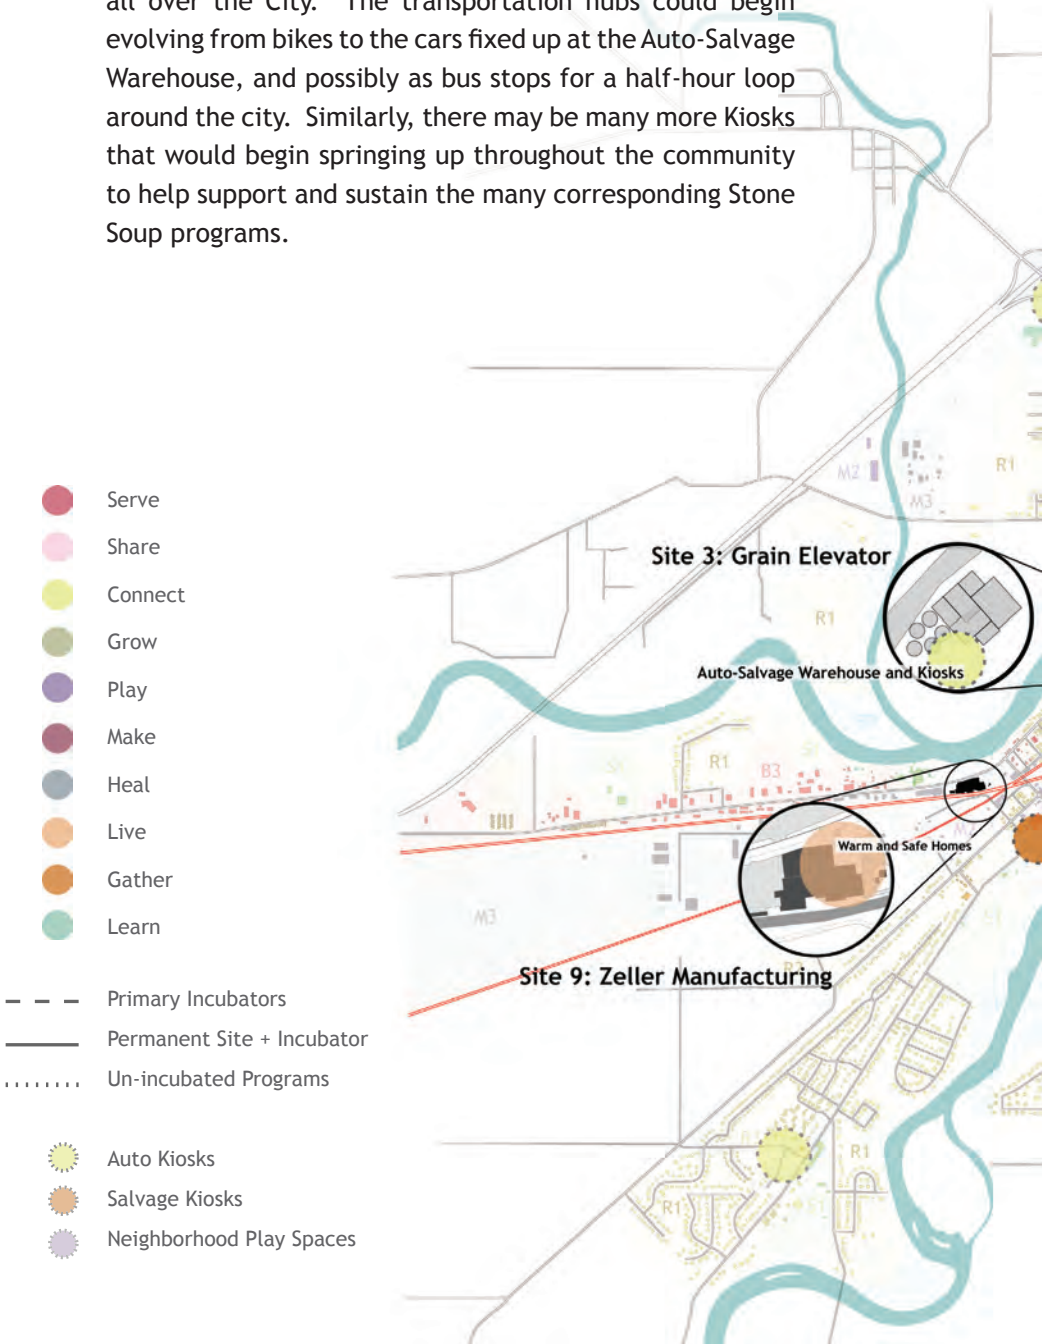 all over the City. The transportation hubs could begin
evolving from bikes to the cars fixed up at the Auto-Salvage
Warehouse, and possibly as bus stops for a half-hour loop
around the city. Similarly, there may be many more Kiosks
that would begin springing up throughout the community
to help support and sustain the many corresponding Stone
Soup programs.
M2
R1
M3
Site 3: Grain Elevator
R1
Auto-Salvage Warehouse and Kiosks
R1
B3
Warm and Safe Homes
M3
Site 9: Zeller Manufacturing
R1
R1
Serve
Share
Connect
Grow
Play
Make
Heal
Live
Gather
Learn
Primary Incubators
Permanent Site + Incubator
Un-incubated Programs
Auto Kiosks
Salvage Kiosks
Neighborhood Play Spaces